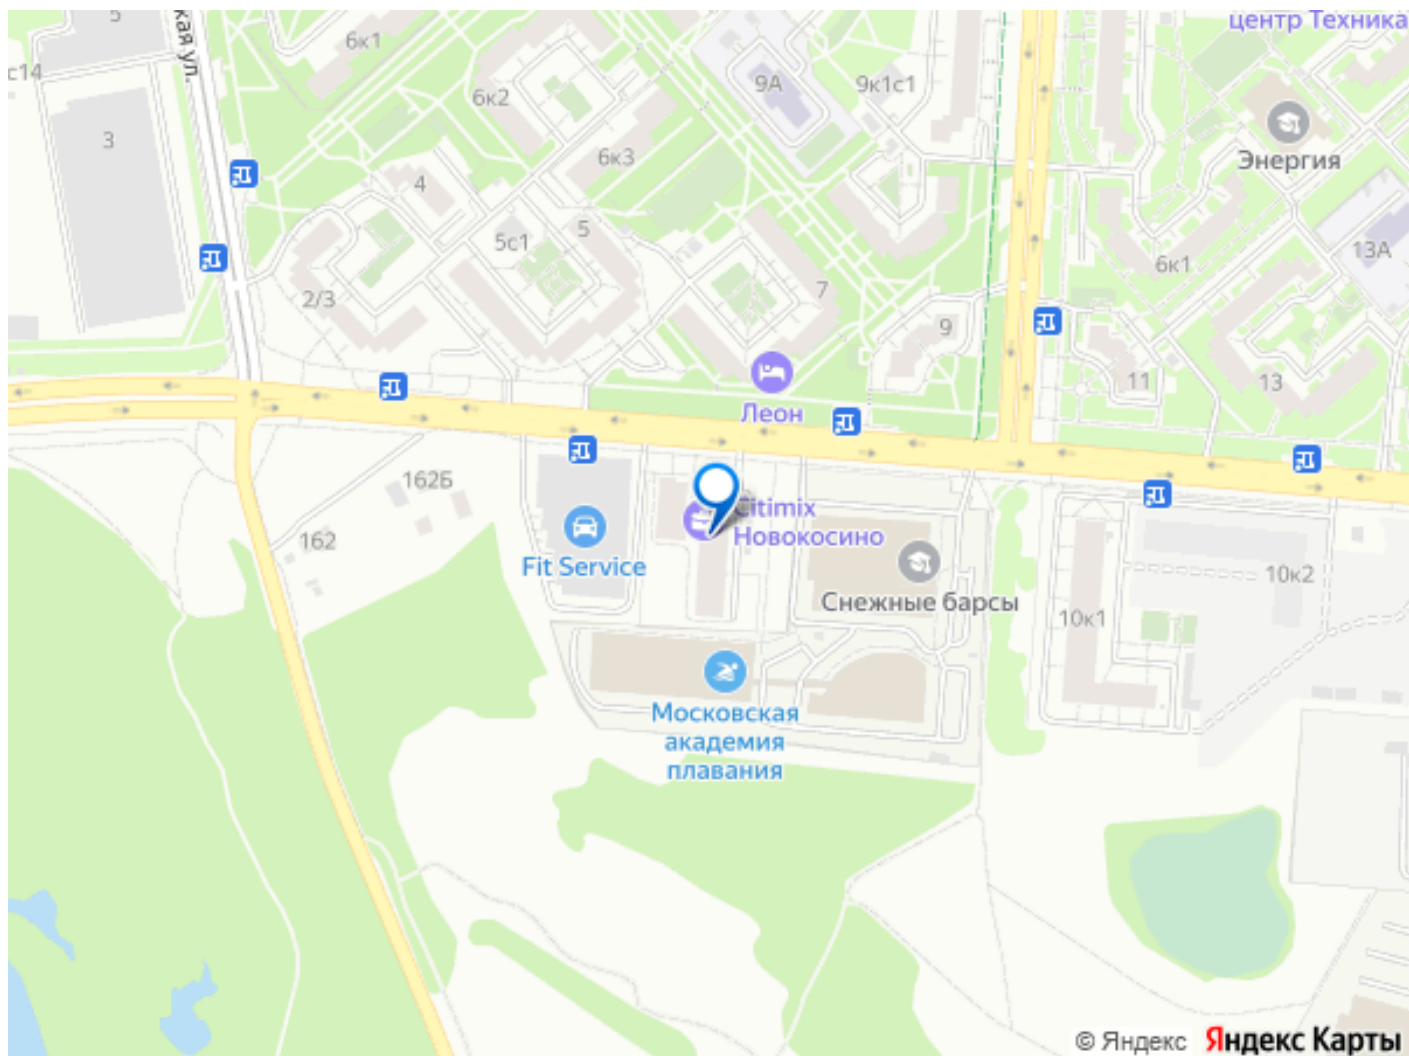 5
кая ул.
6к1
центр Техника
с14
6к2
9А
9к1с1
3
6к3
Энергия
4
5с1
5
13А
6к1
2/3
7
9
11
13
Леон
162Б
Citimix
Новокосино
162
Fit Service
10к2
Снежные барсы
10к1
Московская
академия
плавания
© Яндекс
Яндекс Карты